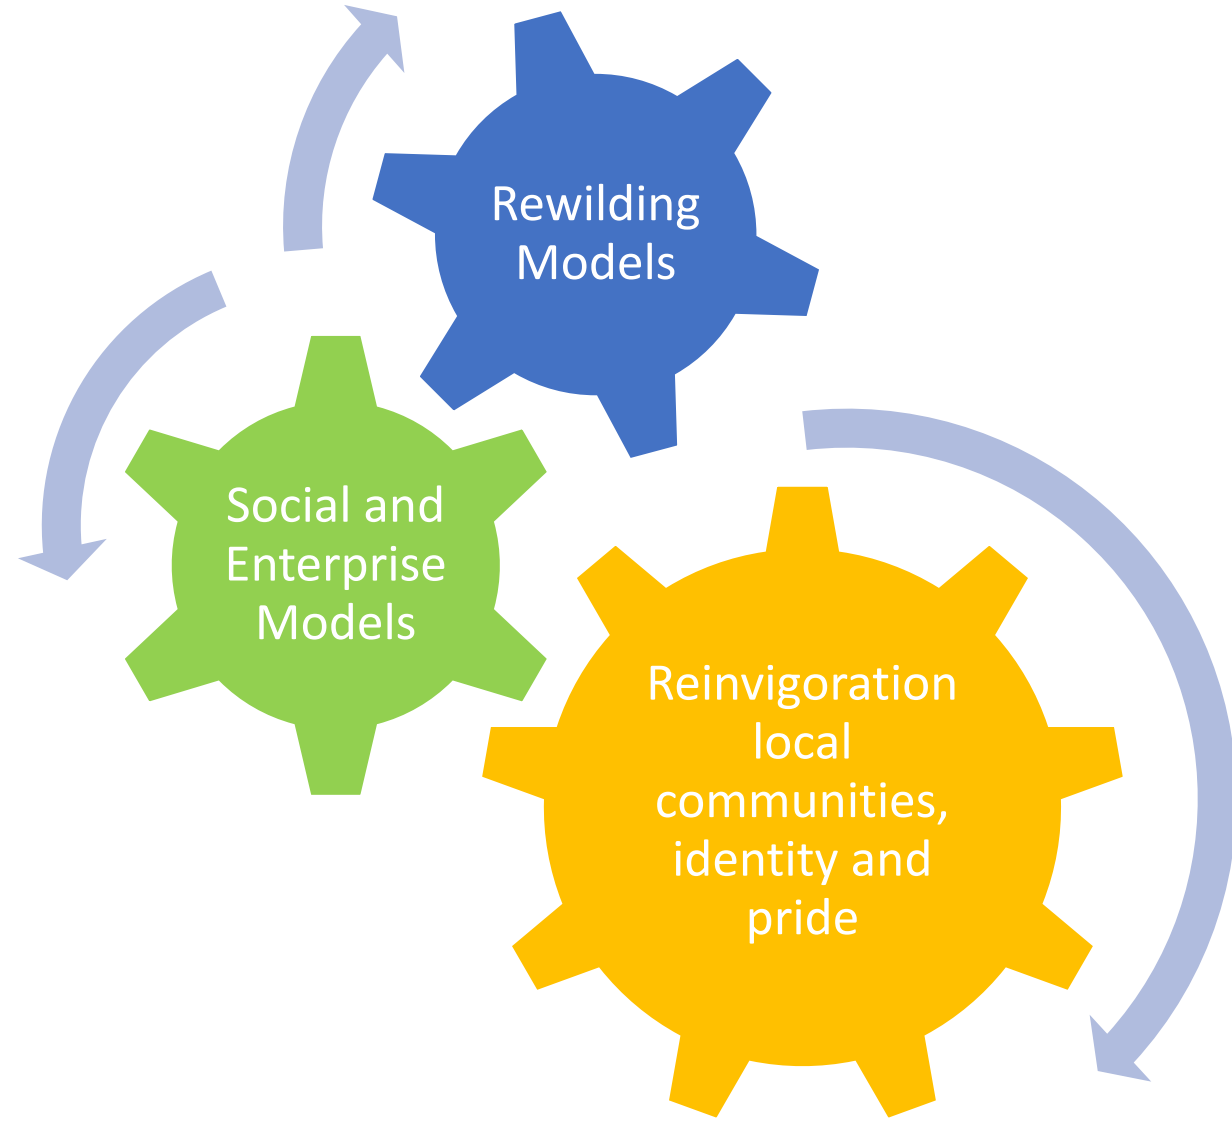 Rewilding
Models
Social and
Enterprise
Models
Reinvigoration
local
communities,
identity and
pride